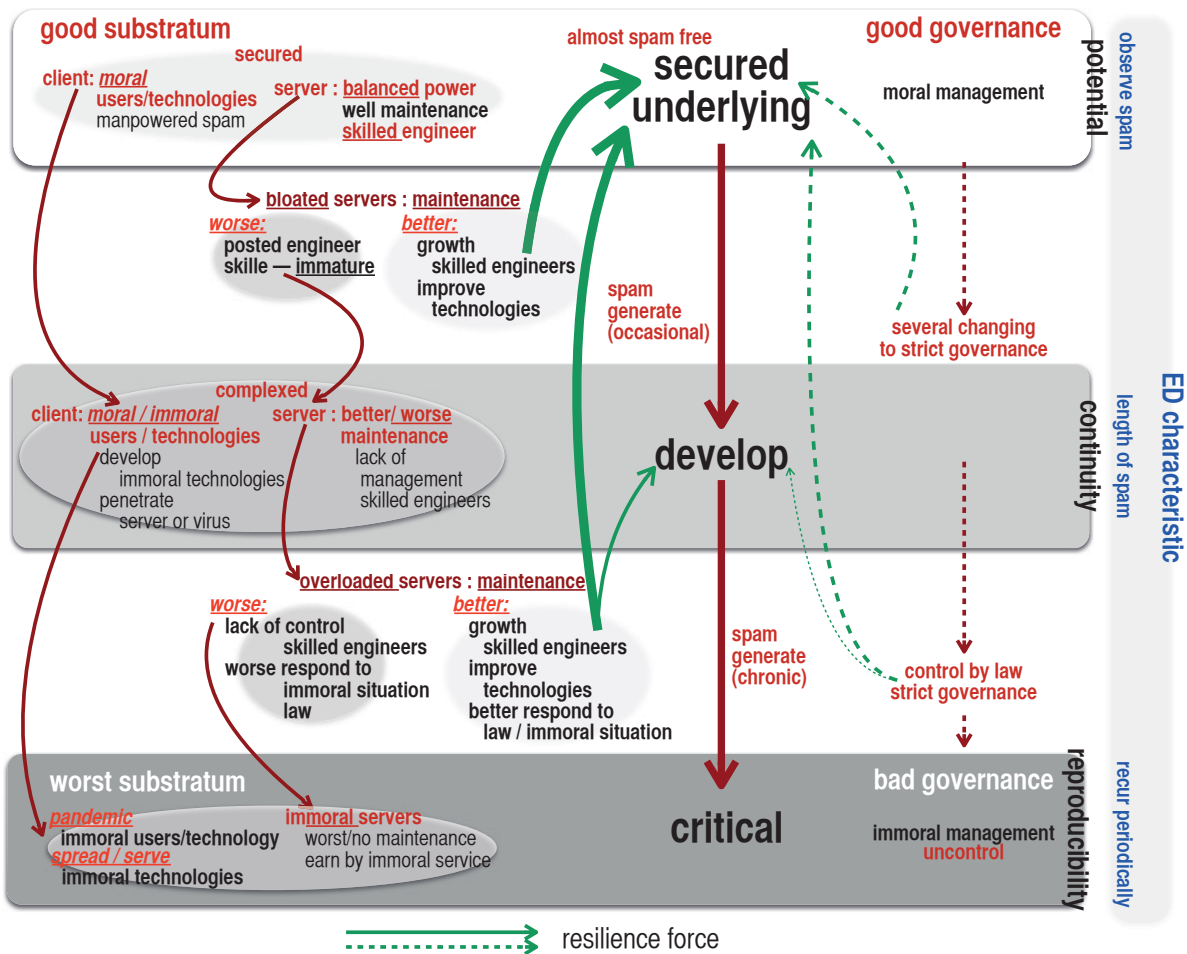 good substratum
secured
client: moral
users/technologies
manpowered spam
server : balanced power
well maintenance
skilled engineer
almost spam free
secured
underlying
good governance
moral management
potential
observe spam
bloated servers : maintenance
worse:
posted engineer
skille — immature
better:
growth
skilled engineers
improve
technologies
spam
generate
(occasional)
several changing
to strict governance
complexed
client: moral / immoral
users / technologies
develop
immoral technologies
penetrate
server or virus
server : better/ worse
maintenance
lack of
management
skilled engineers
develop
continuity
length of spam
ED characteristic
overloaded servers : maintenance
worse:
lack of control
skilled engineers
worse respond to
immoral situation
law
better:
growth
skilled engineers
improve
technologies
better respond to
law / immoral situation
spam
generate
(chronic)
control by law
strict governance
worst substratum
pandemic
immoral users/technology
spread / serve
immoral technologies
immoral servers
worst/no maintenance
earn by immoral service
critical
bad governance
immoral management
uncontrol
reproducibility
recur periodically
resilience force